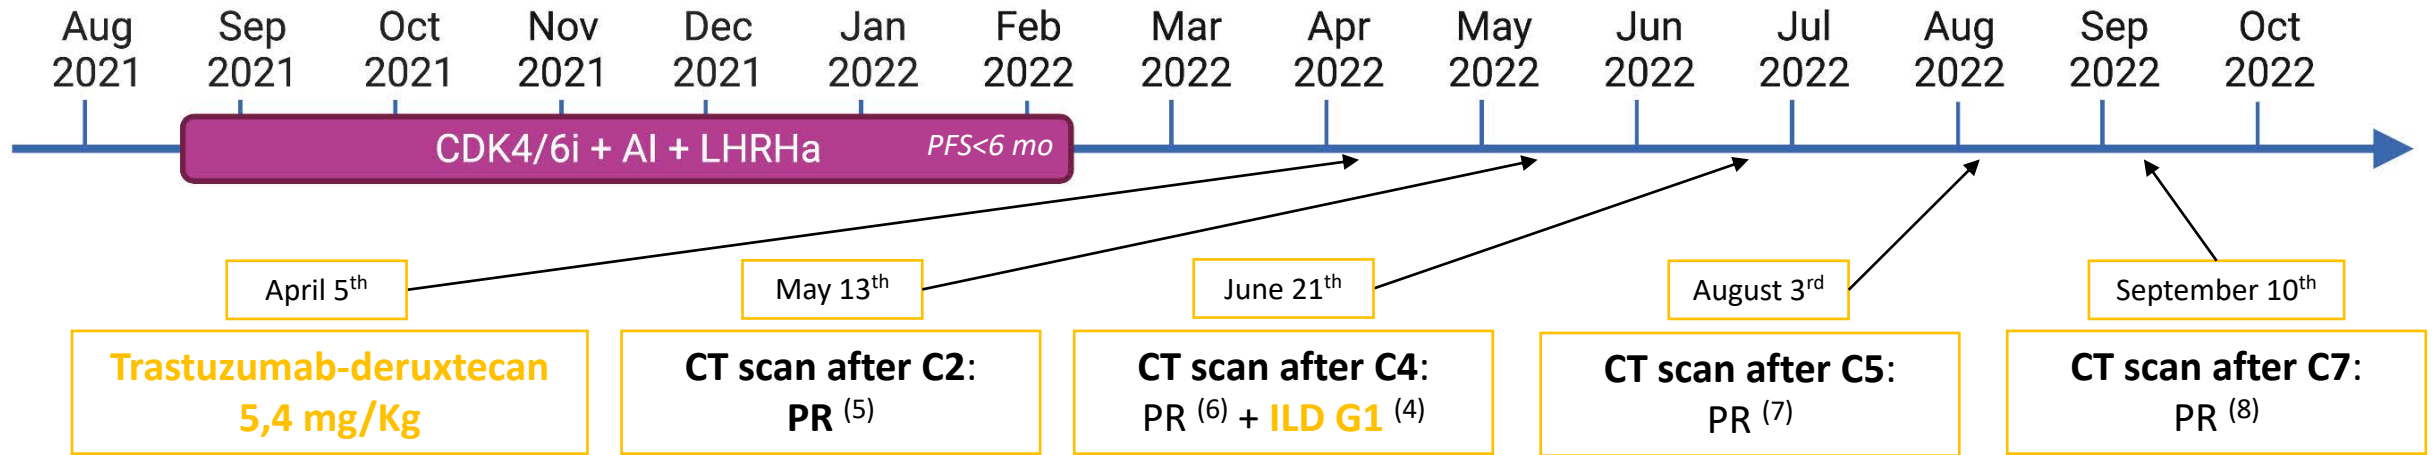 Aug Sep Oct Nov Dec Jan Feb Mar Apr May Jun Jul Aug Sep Oct
2021 2021 2021 2021 2021 2022 2022 2022 2022 2022 2022 2022 2022 2022 2022
CDK4/6i + AI + LHRHa PFS<6 mo
April 5th
May 13th
June 21th
August 3rd
September 10th
Trastuzumab-deruxtecan
5,4 mg/Kg
CT scan after C2:
PR (5)
CT scan after C4:
PR (6) + ILD G1 (4)
CT scan after C5:
PR (7)
CT scan after C7:
PR (8)